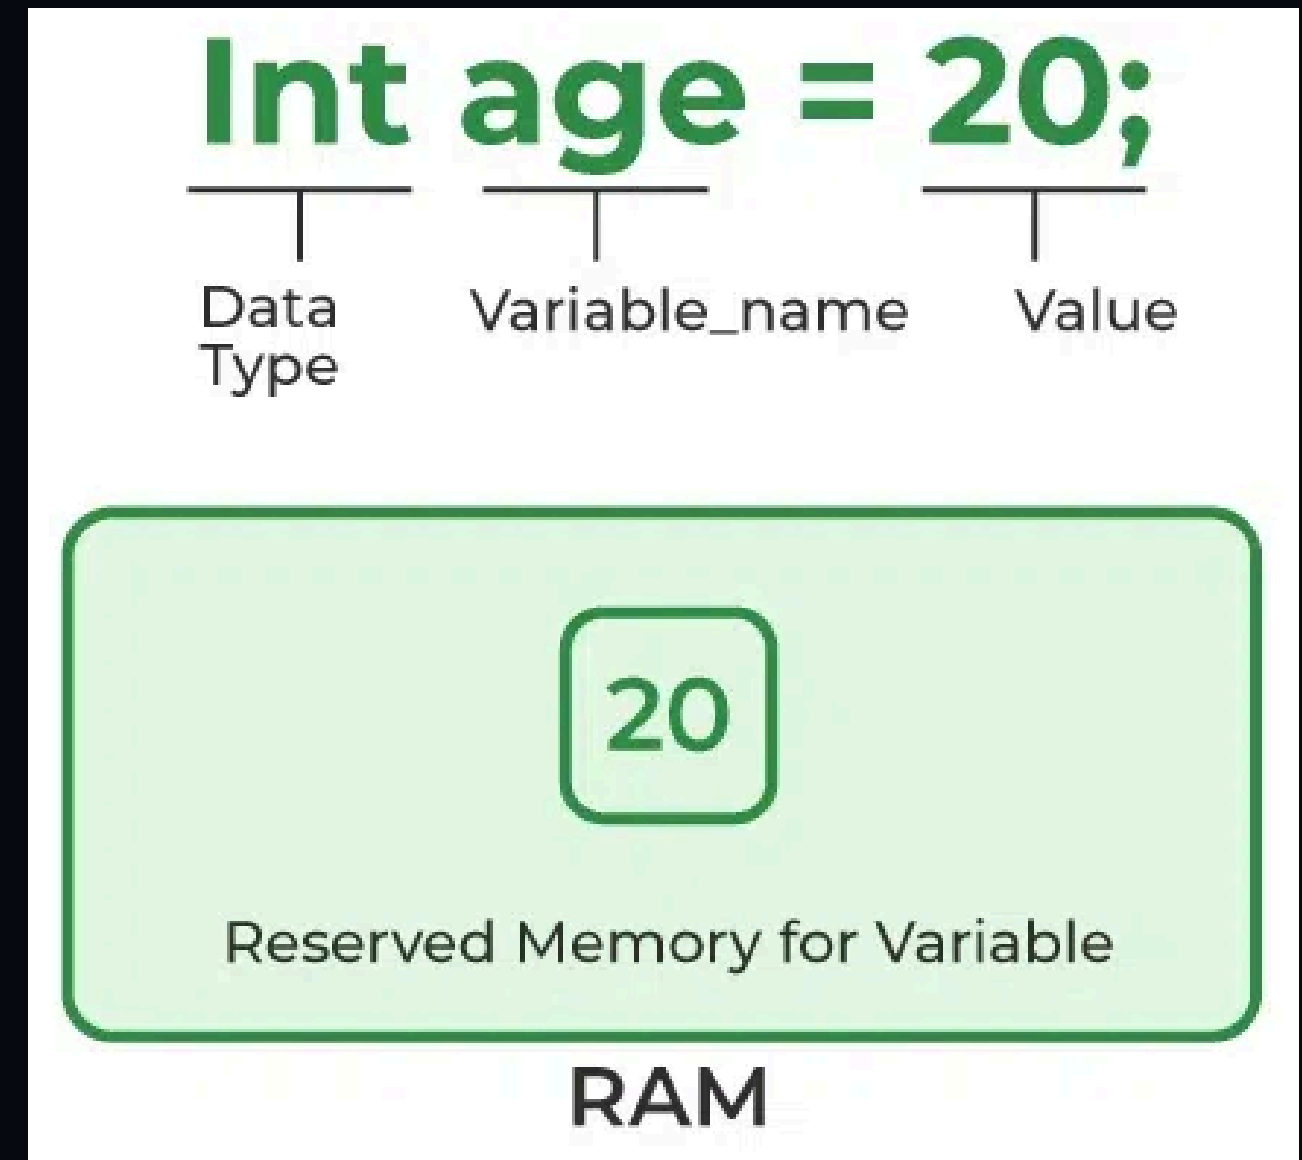 Int age = 20;
Data
Type
Variable_name
Value
20
Reserved Memory for Variable
RAM